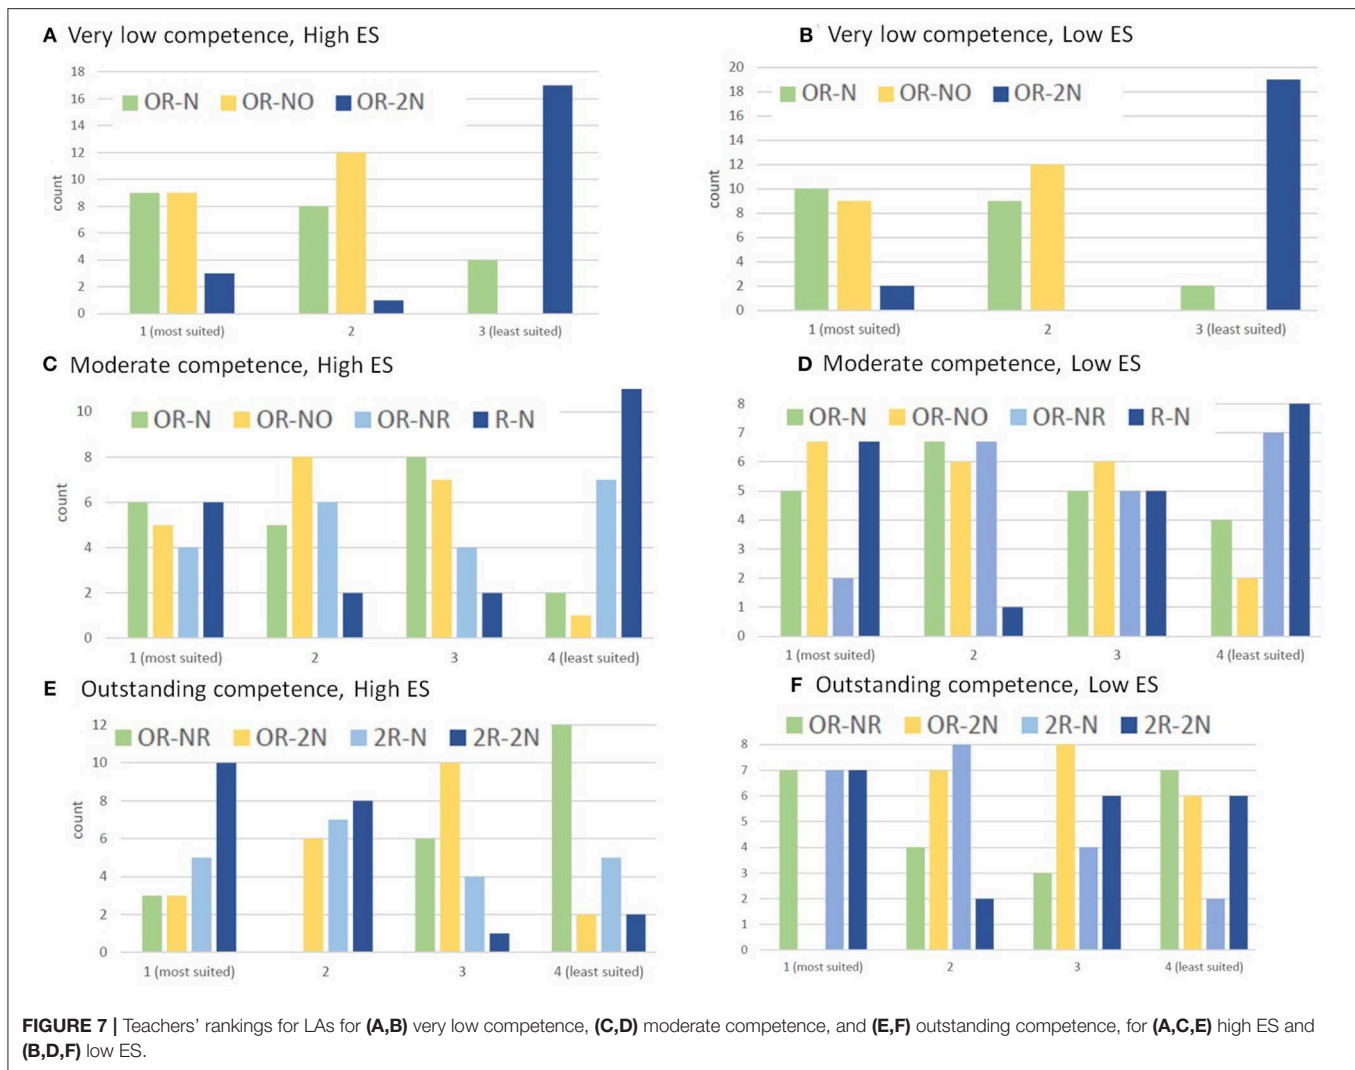 A Very low competence, High ES
18
16
14
12
10
8
6
4
2
0
count
OR-N OR-NO OR-2N
1 (most suited) 2 3 (least suited)
B Very low competence, Low ES
20
18
16
14
12
10
8
6
4
2
0
count
OR-N OR-NO OR-2N
1 (most suited) 2 3 (least suited)
C Moderate competence, High ES
10
8
6
4
2
0
count
OR-N OR-NO OR-NR R-N
1 (most suited) 2 3 4 (least suited)
D Moderate competence, Low ES
8
7
6
5
4
3
2
1
0
OR-N OR-NO OR-NR R-N
1 (most suited) 2 3 4 (least suited)
E Outstanding competence, High ES
12
10
8
6
4
2
0
count
OR-NR OR-2N 2R-N 2R-2N
1 (most suited) 2 3 4 (least suited)
F Outstanding competence, Low ES
OR-NR OR-2N 2R-N 2R-2N
8
7
6
5
4
3
2
1
0
1 (most suited) 2 3 4 (least suited)
FIGURE 7 | Teachers' rankings for LAs for (A,B) very low competence, (C,D) moderate competence, and (E,F) outstanding competence, for (A,C,E) high ES and
(B,D,F) low ES.